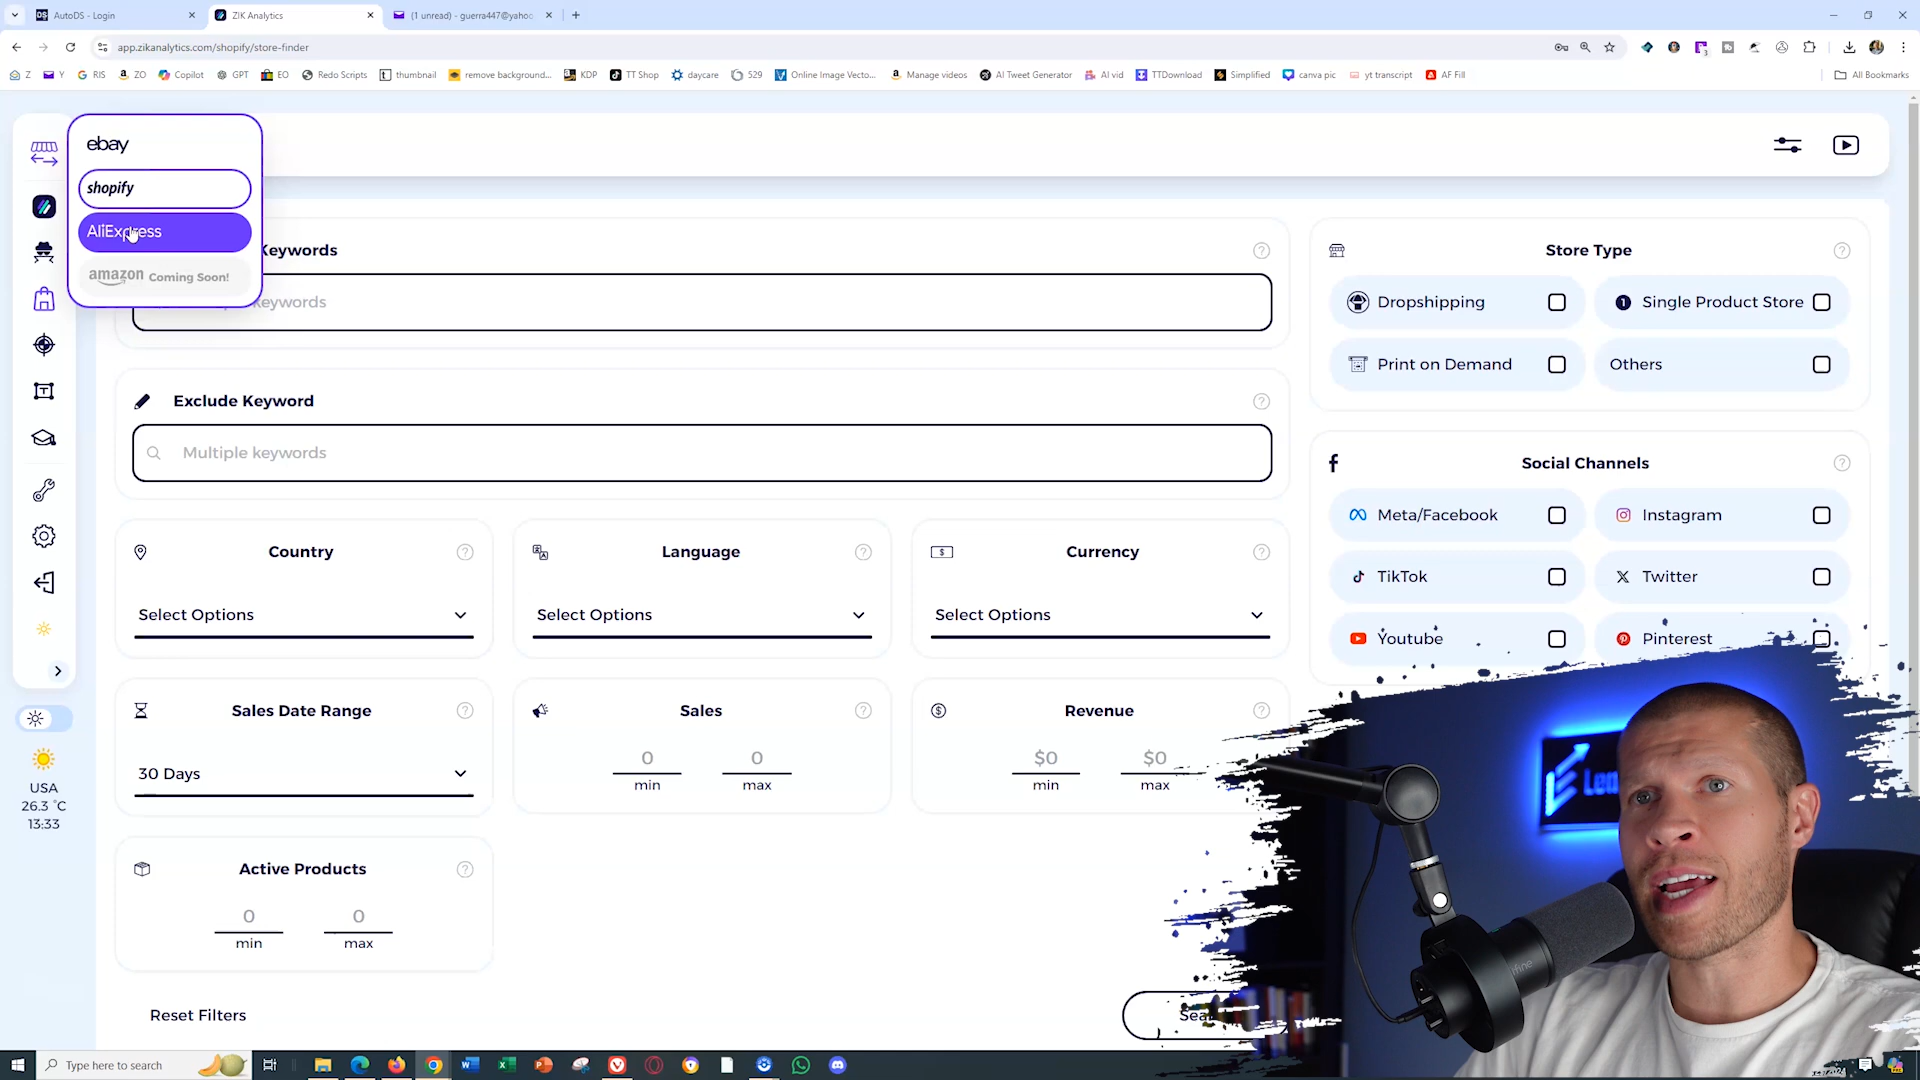 AutoDS - Login
ZIK Analytics
(1 unread) - guerra447@yahoo
app.zikanalytics.com/shopify/store-finder
Z
Y
RIS
ZO
Copilot
GPT
EO
Redo Scripts
thumbnail
remove background...
KDP
TT Shop
daycare
529
Online Image Vecto...
Manage videos
AI Tweet Generator
AI vid
TTDownload
Simplified
canva pic
yt transcript
AF Fill
All Bookmarks
ebay
shopify
AliExpress
amazon Coming Soon!
Keywords
keywords
Exclude Keyword
Multiple keywords
Country
Select Options
Language
Select Options
Currency
Select Options
Sales Date Range
30 Days
Sales
0
min
0
max
Revenue
$0
min
$0
max
Active Products
0
min
0
max
Reset Filters
Store Type
Dropshipping
Single Product Store
Print on Demand
Others
Social Channels
Meta/Facebook
Instagram
TikTok
Twitter
Youtube
Pinterest
USA
26.3 °C
13:33
Type here to search